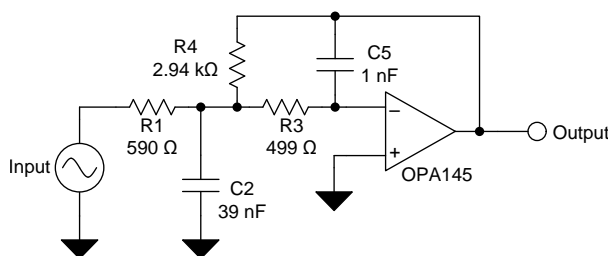 R4
2.94 kΩ
C5
1 nF
R1
590 Ω
R3
499 Ω
−
+
Output
OPA145
Input
C2
39 nF